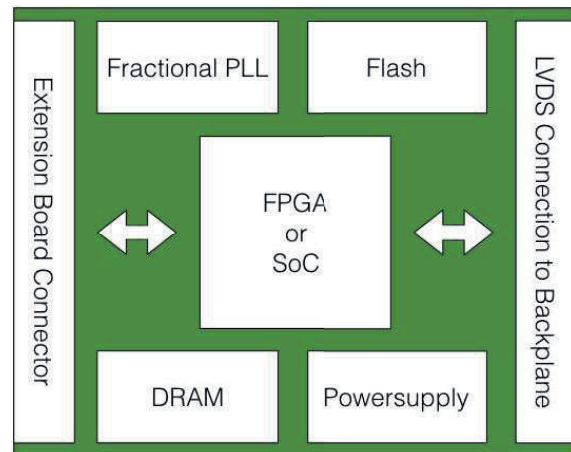 Extension Board Connector
Fractional PLL
Flash
FPGA
or
SoC
DRAM
Powersupply
LVDS Connection to Backplane